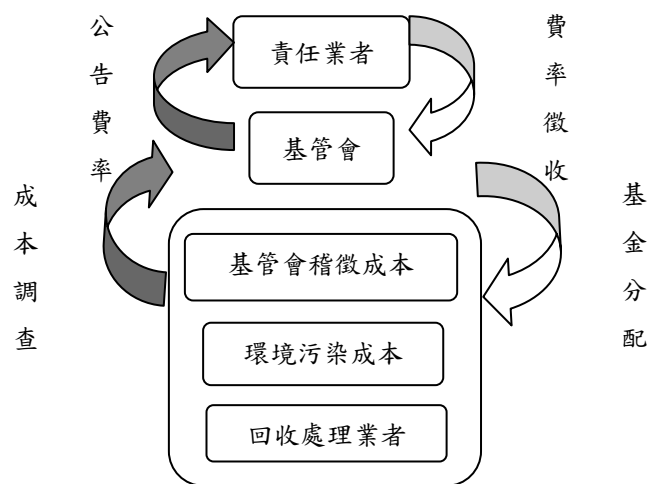 公告費率
責任業者
費率徵收
基管會
成本調查
基金分配
基管會稽徵成本
環境污染成本
回收處理業者